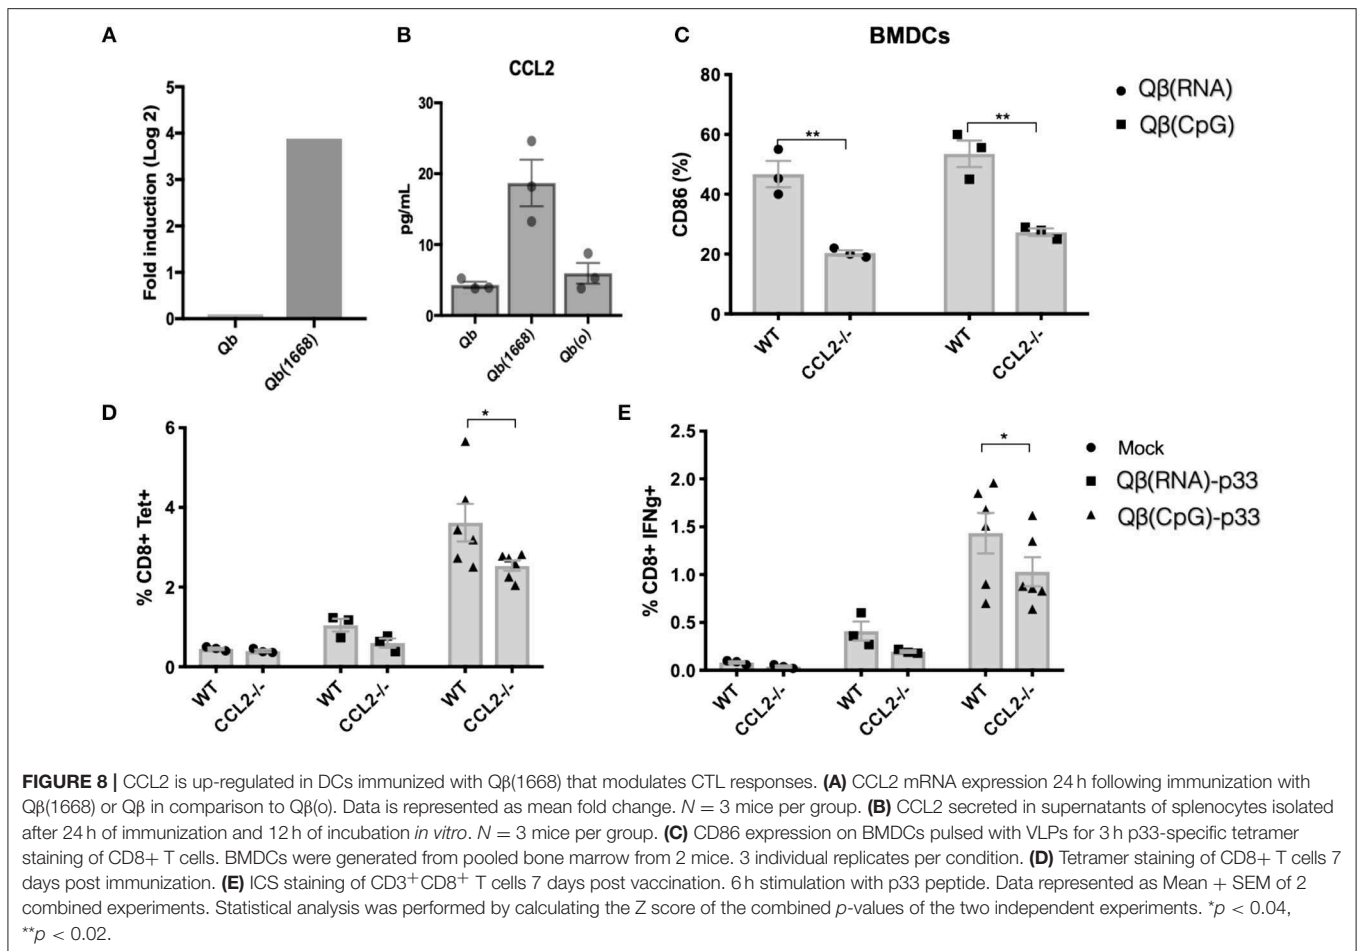 A
Fold induction (Log 2)
5
4
3
2
1
0
Qb
Qb(1668)
B
CCL2
pg/mL
30
20
10
0
Qb
Qb(1668)
Qb(o)
C
BMDCs
CD86 (%)
80
60
40
20
0
**
**
WT
CCL2-/-
WT
CCL2-/-
Qβ(RNA)
Qβ(CpG)
D
% CD8+ Tet+
6
4
2
0
*
WT
CCL2-/-
WT
CCL2-/-
WT
CCL2-/-
E
% CD8+ IFNg+
2.5
2.0
1.5
1.0
0.5
0.0
*
WT
CCL2-/-
WT
CCL2-/-
WT
CCL2-/-
Mock
Qβ(RNA)-p33
Qβ(CpG)-p33
FIGURE 8 | CCL2 is up-regulated in DCs immunized with Qβ(1668) that modulates CTL responses. (A) CCL2 mRNA expression 24 h following immunization with
Qβ(1668) or Qβ in comparison to Qβ(o). Data is represented as mean fold change. N = 3 mice per group. (B) CCL2 secreted in supernatants of splenocytes isolated
after 24 h of immunization and 12 h of incubation in vitro. N = 3 mice per group. (C) CD86 expression on BMDCs pulsed with VLPs for 3 h p33-specific tetramer
staining of CD8+ T cells. BMDCs were generated from pooled bone marrow from 2 mice. 3 individual replicates per condition. (D) Tetramer staining of CD8+ T cells 7
days post immunization. (E) ICS staining of CD3⁺CD8⁺ T cells 7 days post vaccination. 6 h stimulation with p33 peptide. Data represented as Mean + SEM of 2
combined experiments. Statistical analysis was performed by calculating the Z score of the combined p-values of the two independent experiments. *p < 0.04,
**p < 0.02.